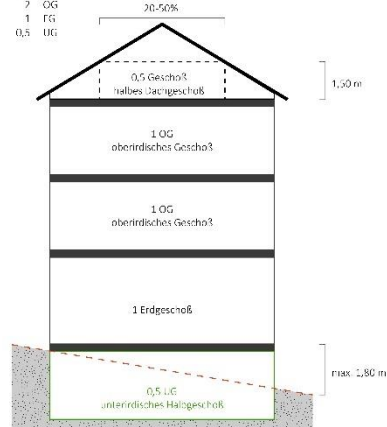 2 OG
1 EG
0,5 UG
20-50%
0,5 Geschoß
halbes Dachgeschoß
1,50 m
1 OG
oberirdisches Geschoß
1 OG
oberirdisches Geschoß
1 Erdgeschoß
max. 1,80 m
0,5 UG
unterirdisches Halbgeschoß